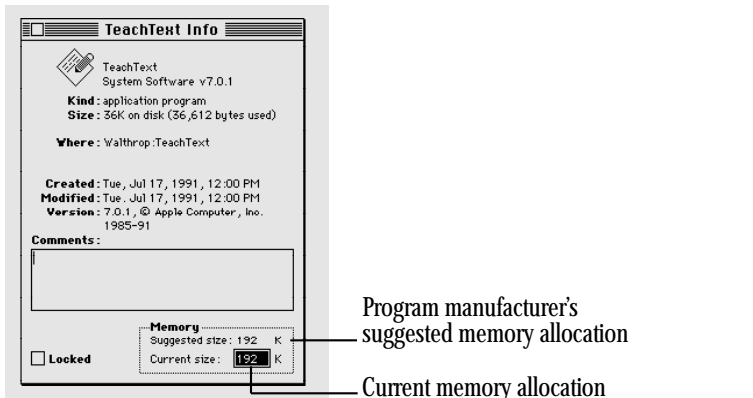 TeachText Info
TeachText
System Software v7.0.1
Kind: application program
Size: 36K on disk (36,612 bytes used)
Where: Walthrop:TeachText
Created: Tue, Jul 17, 1991, 12:00 PM
Modified: Tue. Jul 17, 1991, 12:00 PM
Version: 7.0.1, © Apple Computer, Inc.
1985-91
Comments:
Memory
Suggested size: 192 K
Locked
Current size: 192 K
Program manufacturer's
suggested memory allocation
Current memory allocation